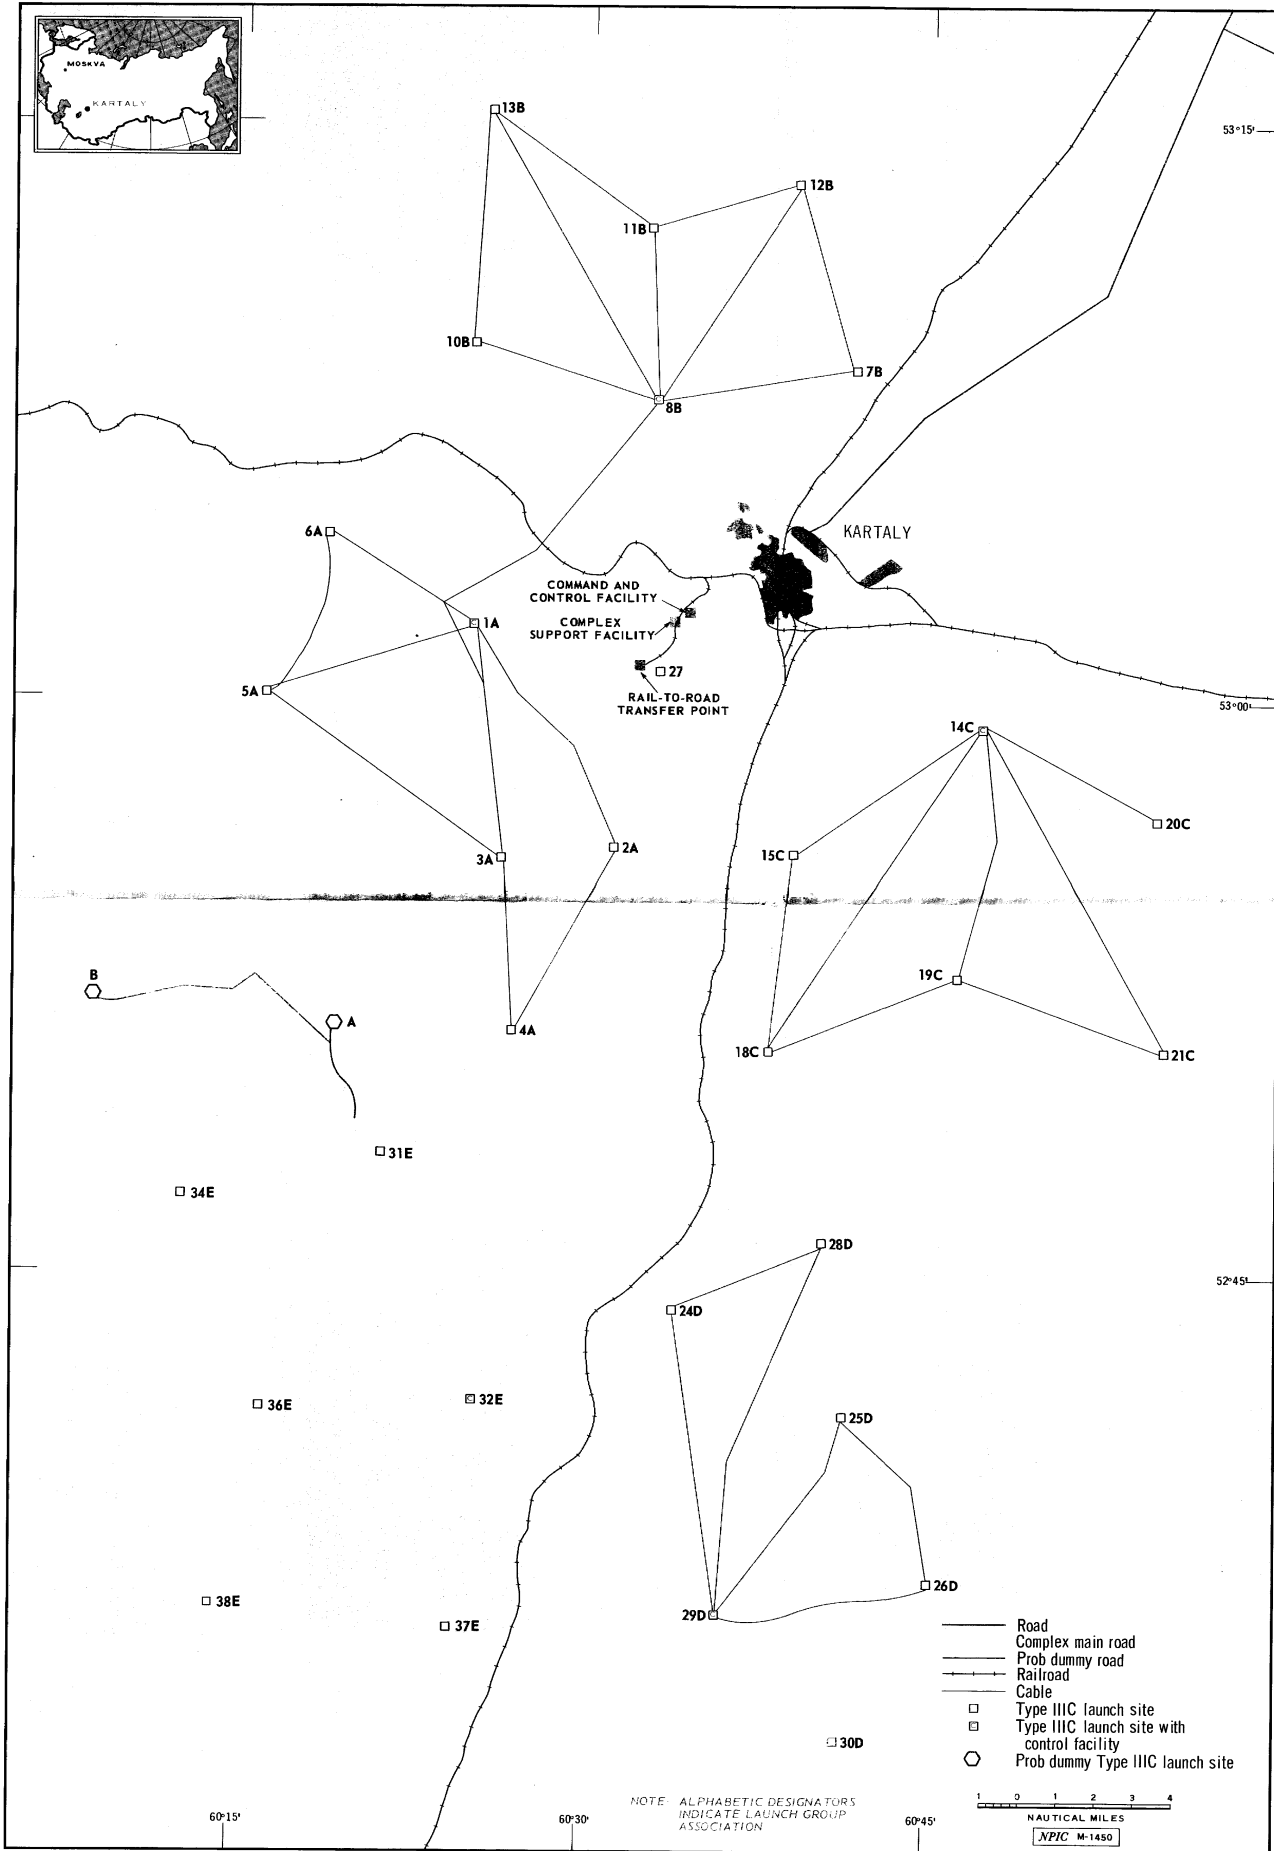 MOSKVA
KARTALY
53°15'
13B
12B
11B
10B
7B
8B
KARTALY
6A
COMMAND AND
CONTROL FACILITY
1A
COMPLEX
SUPPORT FACILITY
27
5A
RAIL-TO-ROAD
TRANSFER POINT
53°00'
14C
20C
2A
15C
3A
B
19C
A
4A
18C
21C
31E
34E
28D
52°45'
24D
36E
32E
25D
26D
38E
29D
37E
Road
Complex main road
Prob dummy road
Railroad
Cable
Type IIIC launch site
Type IIIC launch site with
control facility
Prob dummy Type IIIC launch site
30D
NOTE: ALPHABETIC DESIGNATORS
INDICATE LAUNCH GROUP
ASSOCIATION
1 0 1 2 3 4
NAUTICAL MILES
NPIC M-1450
60°15'
60°30'
60°45'